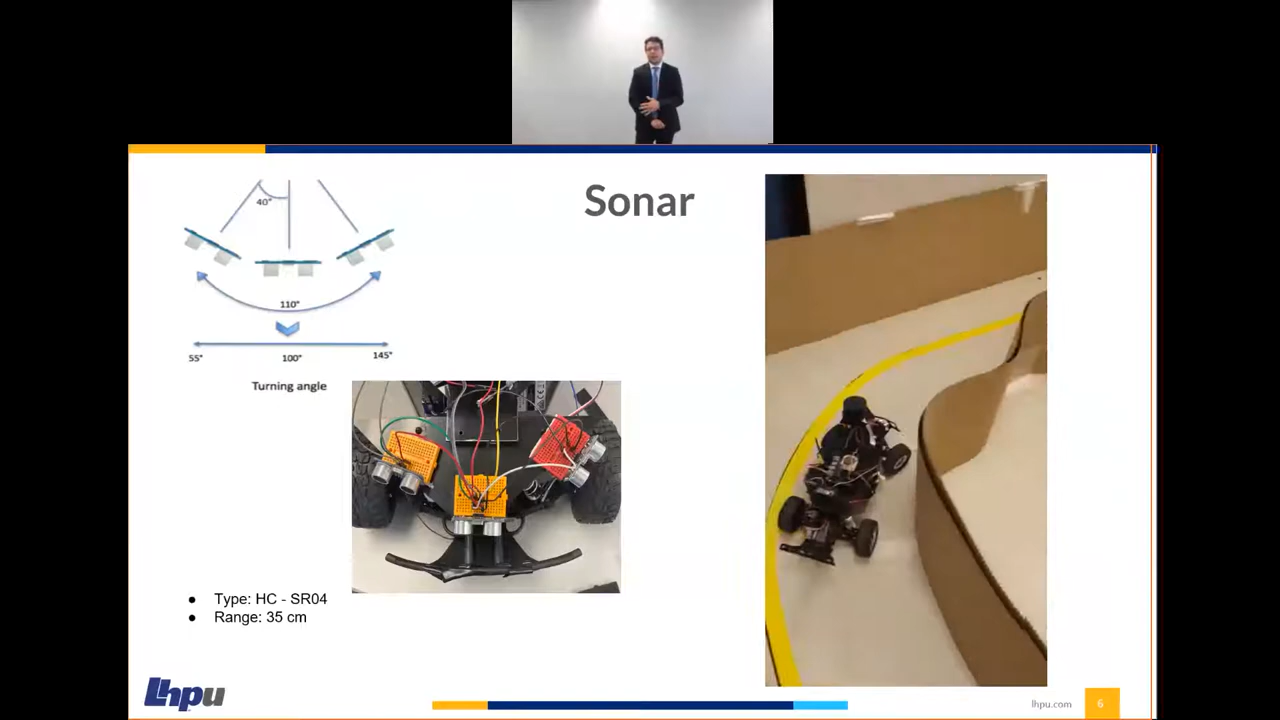 Sonar
40°
110°
55°
100°
145°
Turning angle
● Type: HC - SR04
● Range: 35 cm
lhpu
lhpu.com
6